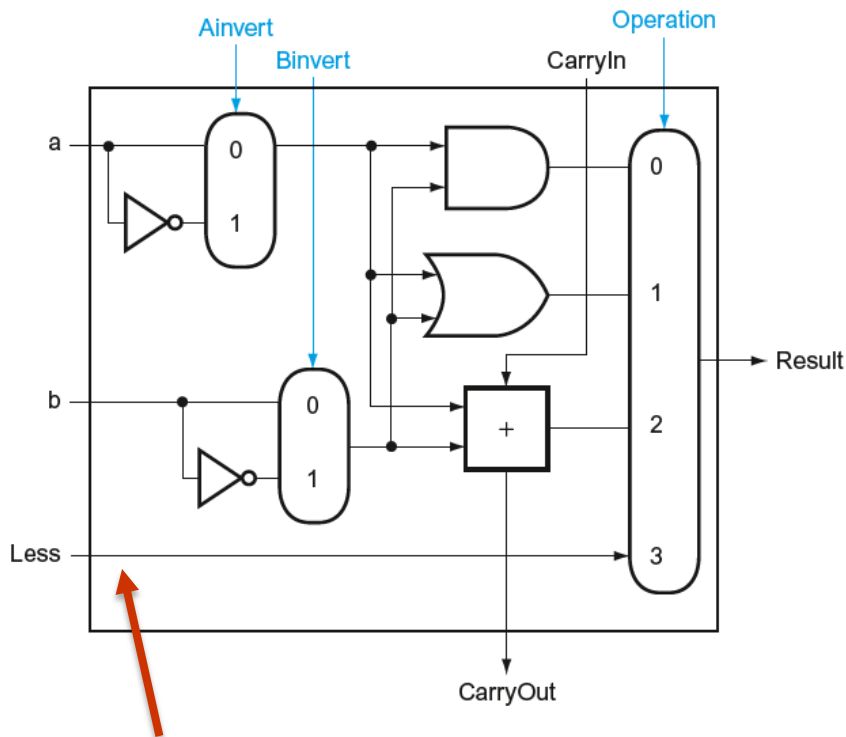 Operation
Ainvert
Binvert
CarryIn
a
0
0
1
1
Result
b
0
2
1
Less
3
+
CarryOut